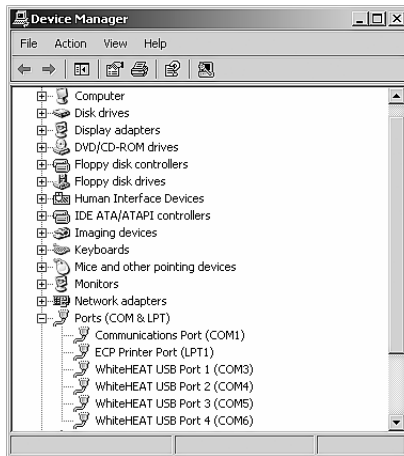 Device Manager
File Action View Help
Computer
Disk drives
Display adapters
DVD/CD-ROM drives
Floppy disk controllers
Floppy disk drives
Human Interface Devices
IDE ATA/ATAPI controllers
Imaging devices
Keyboards
Mice and other pointing devices
Monitors
Network adapters
Ports (COM & LPT)
Communications Port (COM1)
ECP Printer Port (LPT1)
WhiteHEAT USB Port 1 (COM3)
WhiteHEAT USB Port 2 (COM4)
WhiteHEAT USB Port 3 (COM5)
WhiteHEAT USB Port 4 (COM6)